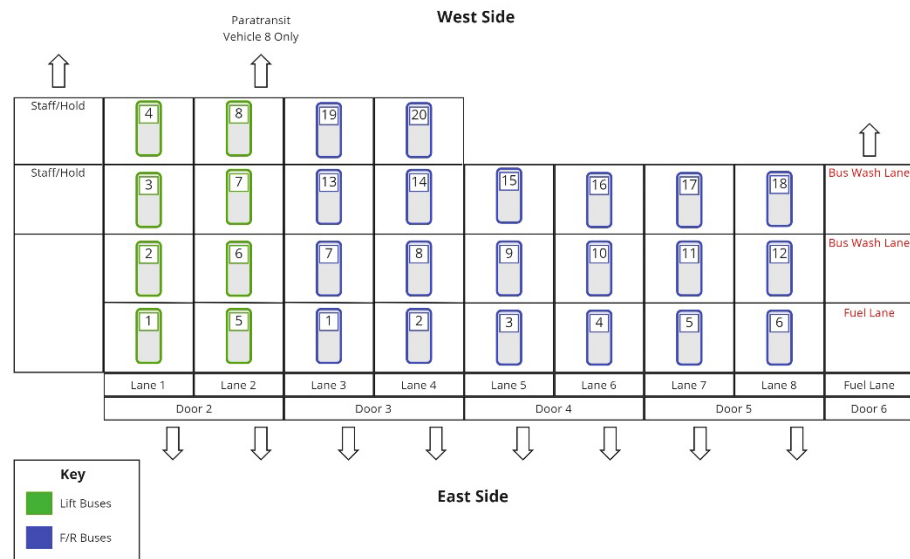 West Side
Paratransit
Vehicle 8 Only
Staff/Hold 4 8 19 20
Staff/Hold 3 7 13 14 15 16 17 18 Bus Wash Lane
2 6 7 8 9 10 11 12 Bus Wash Lane
1 5 1 2 3 4 5 6 Fuel Lane
Lane 1 Lane 2 Lane 3 Lane 4 Lane 5 Lane 6 Lane 7 Lane 8 Fuel Lane
Door 2 Door 3 Door 4 Door 5 Door 6
Key
Lift Buses
F/R Buses
East Side